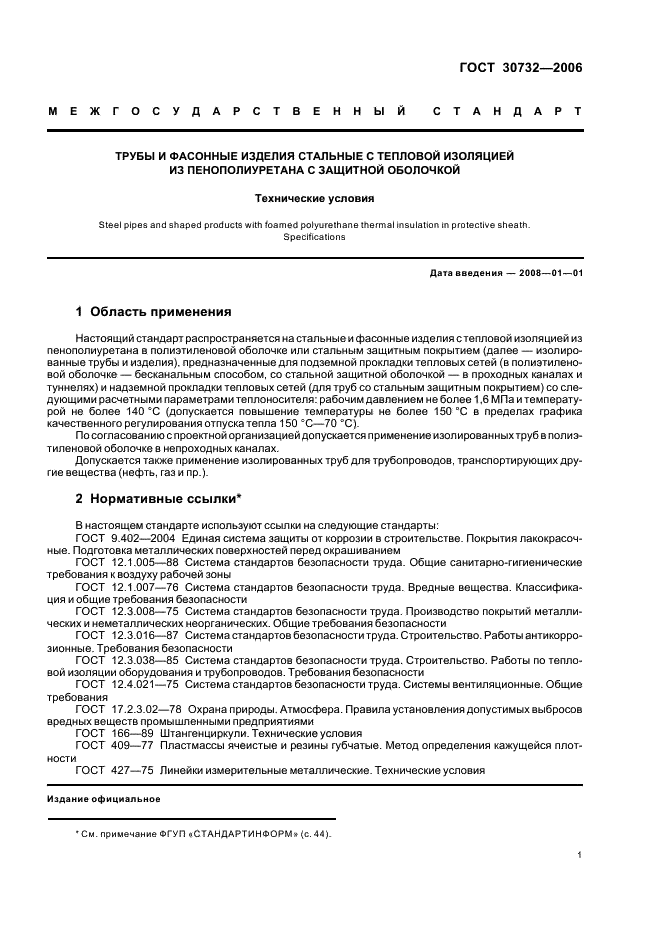 ГОСТ 30732—2006
МЕЖГОСУДАРСТВЕННЫЙ СТАНДАРТ
ТРУБЫ И ФАСОННЫЕ ИЗДЕЛИЯ СТАЛЬНЫЕ С ТЕПЛОВОЙ ИЗОЛЯЦИЕЙ
ИЗ ПЕНОПОЛИУРЕТАНА С ЗАЩИТНОЙ ОБОЛОЧКОЙ
Технические условия
Steel pipes and shaped products with foamed polyurethane thermal insulation in protective sheath.
Specifications
Дата введения — 2008—01—01
1 Область применения
Настоящий стандарт распространяется на стальные и фасонные изделия с тепловой изоляцией из
пенополиуретана в полиэтиленовой оболочке или стальным защитным покрытием (далее — изолиро-
ванные трубы и изделия), предназначенные для подземной прокладки тепловых сетей (в полиэтилено-
вой оболочке — бесканальным способом, со стальной оболочкой — в проходных каналах и
туннелях) и надземной прокладки тепловых сетей (для труб со стальным защитным покрытием) со сле-
дующими расчетными параметрами теплоносителя: рабочим давлением не более 1,6 МПа и температу-
рой не более 140 °С (допускается повышение температуры не более 150 °С в пределах графика
качественного регулирования отпуска тепла 150 °С—70 °С).
По согласованию с проектной организацией допускается применение изолированных труб в полиэ-
тиленовой оболочке в непроходных каналах.
Допускается также применение изолированных труб для трубопроводов, транспортирующих дру-
гие вещества (нефть, газ и пр.).
2 Нормативные ссылки*
В настоящем стандарте используют ссылки на следующие стандарты:
ГОСТ 9.402—2004 Единая система защиты от коррозии в строительстве. Покрытия лакокрасоч-
ные. Подготовка металлических поверхностей перед окрашиванием
ГОСТ 12.1.005—88 Система стандартов безопасности труда. Общие санитарно-гигиенические
требования к воздуху рабочей зоны
ГОСТ 12.1.007—76 Система стандартов безопасности труда. Вредные вещества. Классифика-
ция и общие требования безопасности
ГОСТ 12.3.008—75 Система стандартов безопасности труда. Производство покрытий металли-
ческих и неметаллических неорганических. Общие требования безопасности
ГОСТ 12.3.016—87 Система стандартов безопасности труда. Строительство. Работы антикорро-
зионные. Требования безопасности
ГОСТ 12.3.038—85 Система стандартов безопасности труда. Строительство. Работы по тепло-
вой изоляции оборудования и трубопроводов. Требования безопасности
ГОСТ 12.4.021—75 Система стандартов безопасности труда. Системы вентиляционные. Общие
требования
ГОСТ 17.2.3.02—78 Охрана природы. Атмосфера. Правила установления допустимых выбросов
вредных веществ промышленными предприятиями
ГОСТ 166—89 Штангенциркули. Технические условия
ГОСТ 409—77 Пластмассы ячеистые и резины губчатые. Метод определения кажущейся плот-
ности
ГОСТ 427—75 Линейки измерительные металлические. Технические условия
Издание официальное
* См. примечание ФГУП «СТАНДАРТИНФОРМ» (с. 44).
1